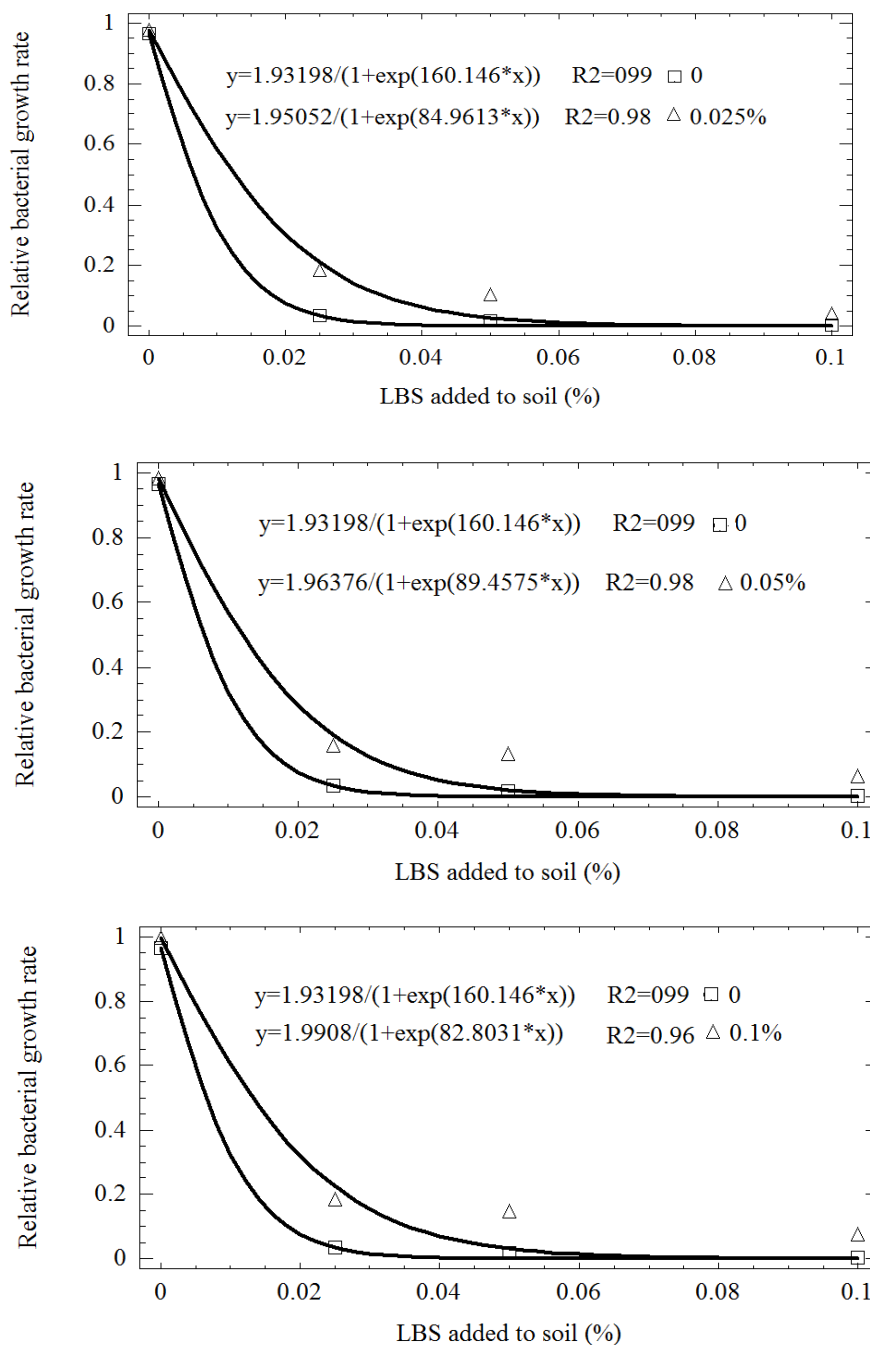 Relative bacterial growth rate
1
0.8
0.6
0.4
0.2
0
y=1.93198/(1+exp(160.146*x)) R2=099 0
y=1.95052/(1+exp(84.9613*x)) R2=0.98 0.025%
0 0.02 0.04 0.06 0.08 0.1
LBS added to soil (%)
Relative bacterial growth rate
1
0.8
0.6
0.4
0.2
0
y=1.93198/(1+exp(160.146*x)) R2=099 0
y=1.96376/(1+exp(89.4575*x)) R2=0.98 0.05%
0 0.02 0.04 0.06 0.08 0.1
LBS added to soil (%)
Relative bacterial growth rate
1
0.8
0.6
0.4
0.2
0
y=1.93198/(1+exp(160.146*x)) R2=099 0
y=1.9908/(1+exp(82.8031*x)) R2=0.96 0.1%
0 0.02 0.04 0.06 0.08 0.1
LBS added to soil (%)